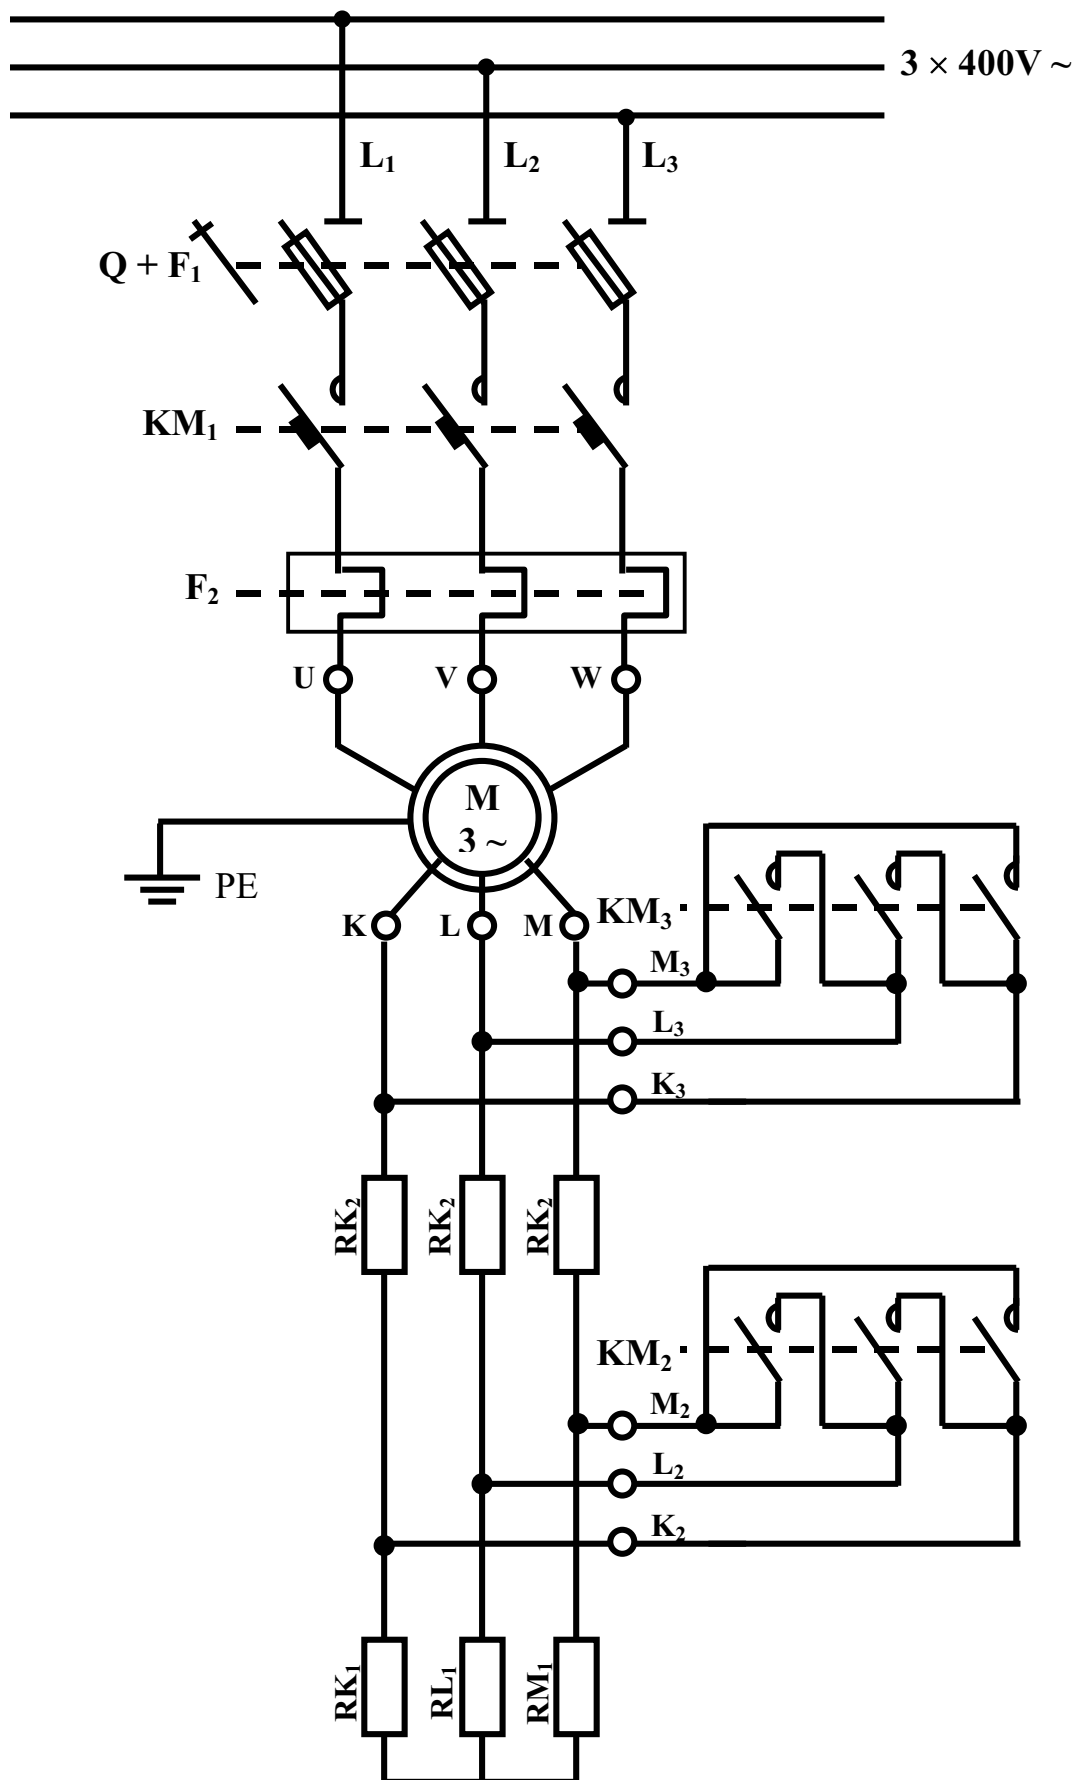 3 × 400V ~
L₁ L₂ L₃
Q + F₁
KM₁
F₂
U V W
M
3 ~
PE
K L M KM₃
M₃
L₃
K₃
RK₂ RK₂ RK₂
KM₂
M₂
L₂
K₂
RK₁ RL₁ RM₁